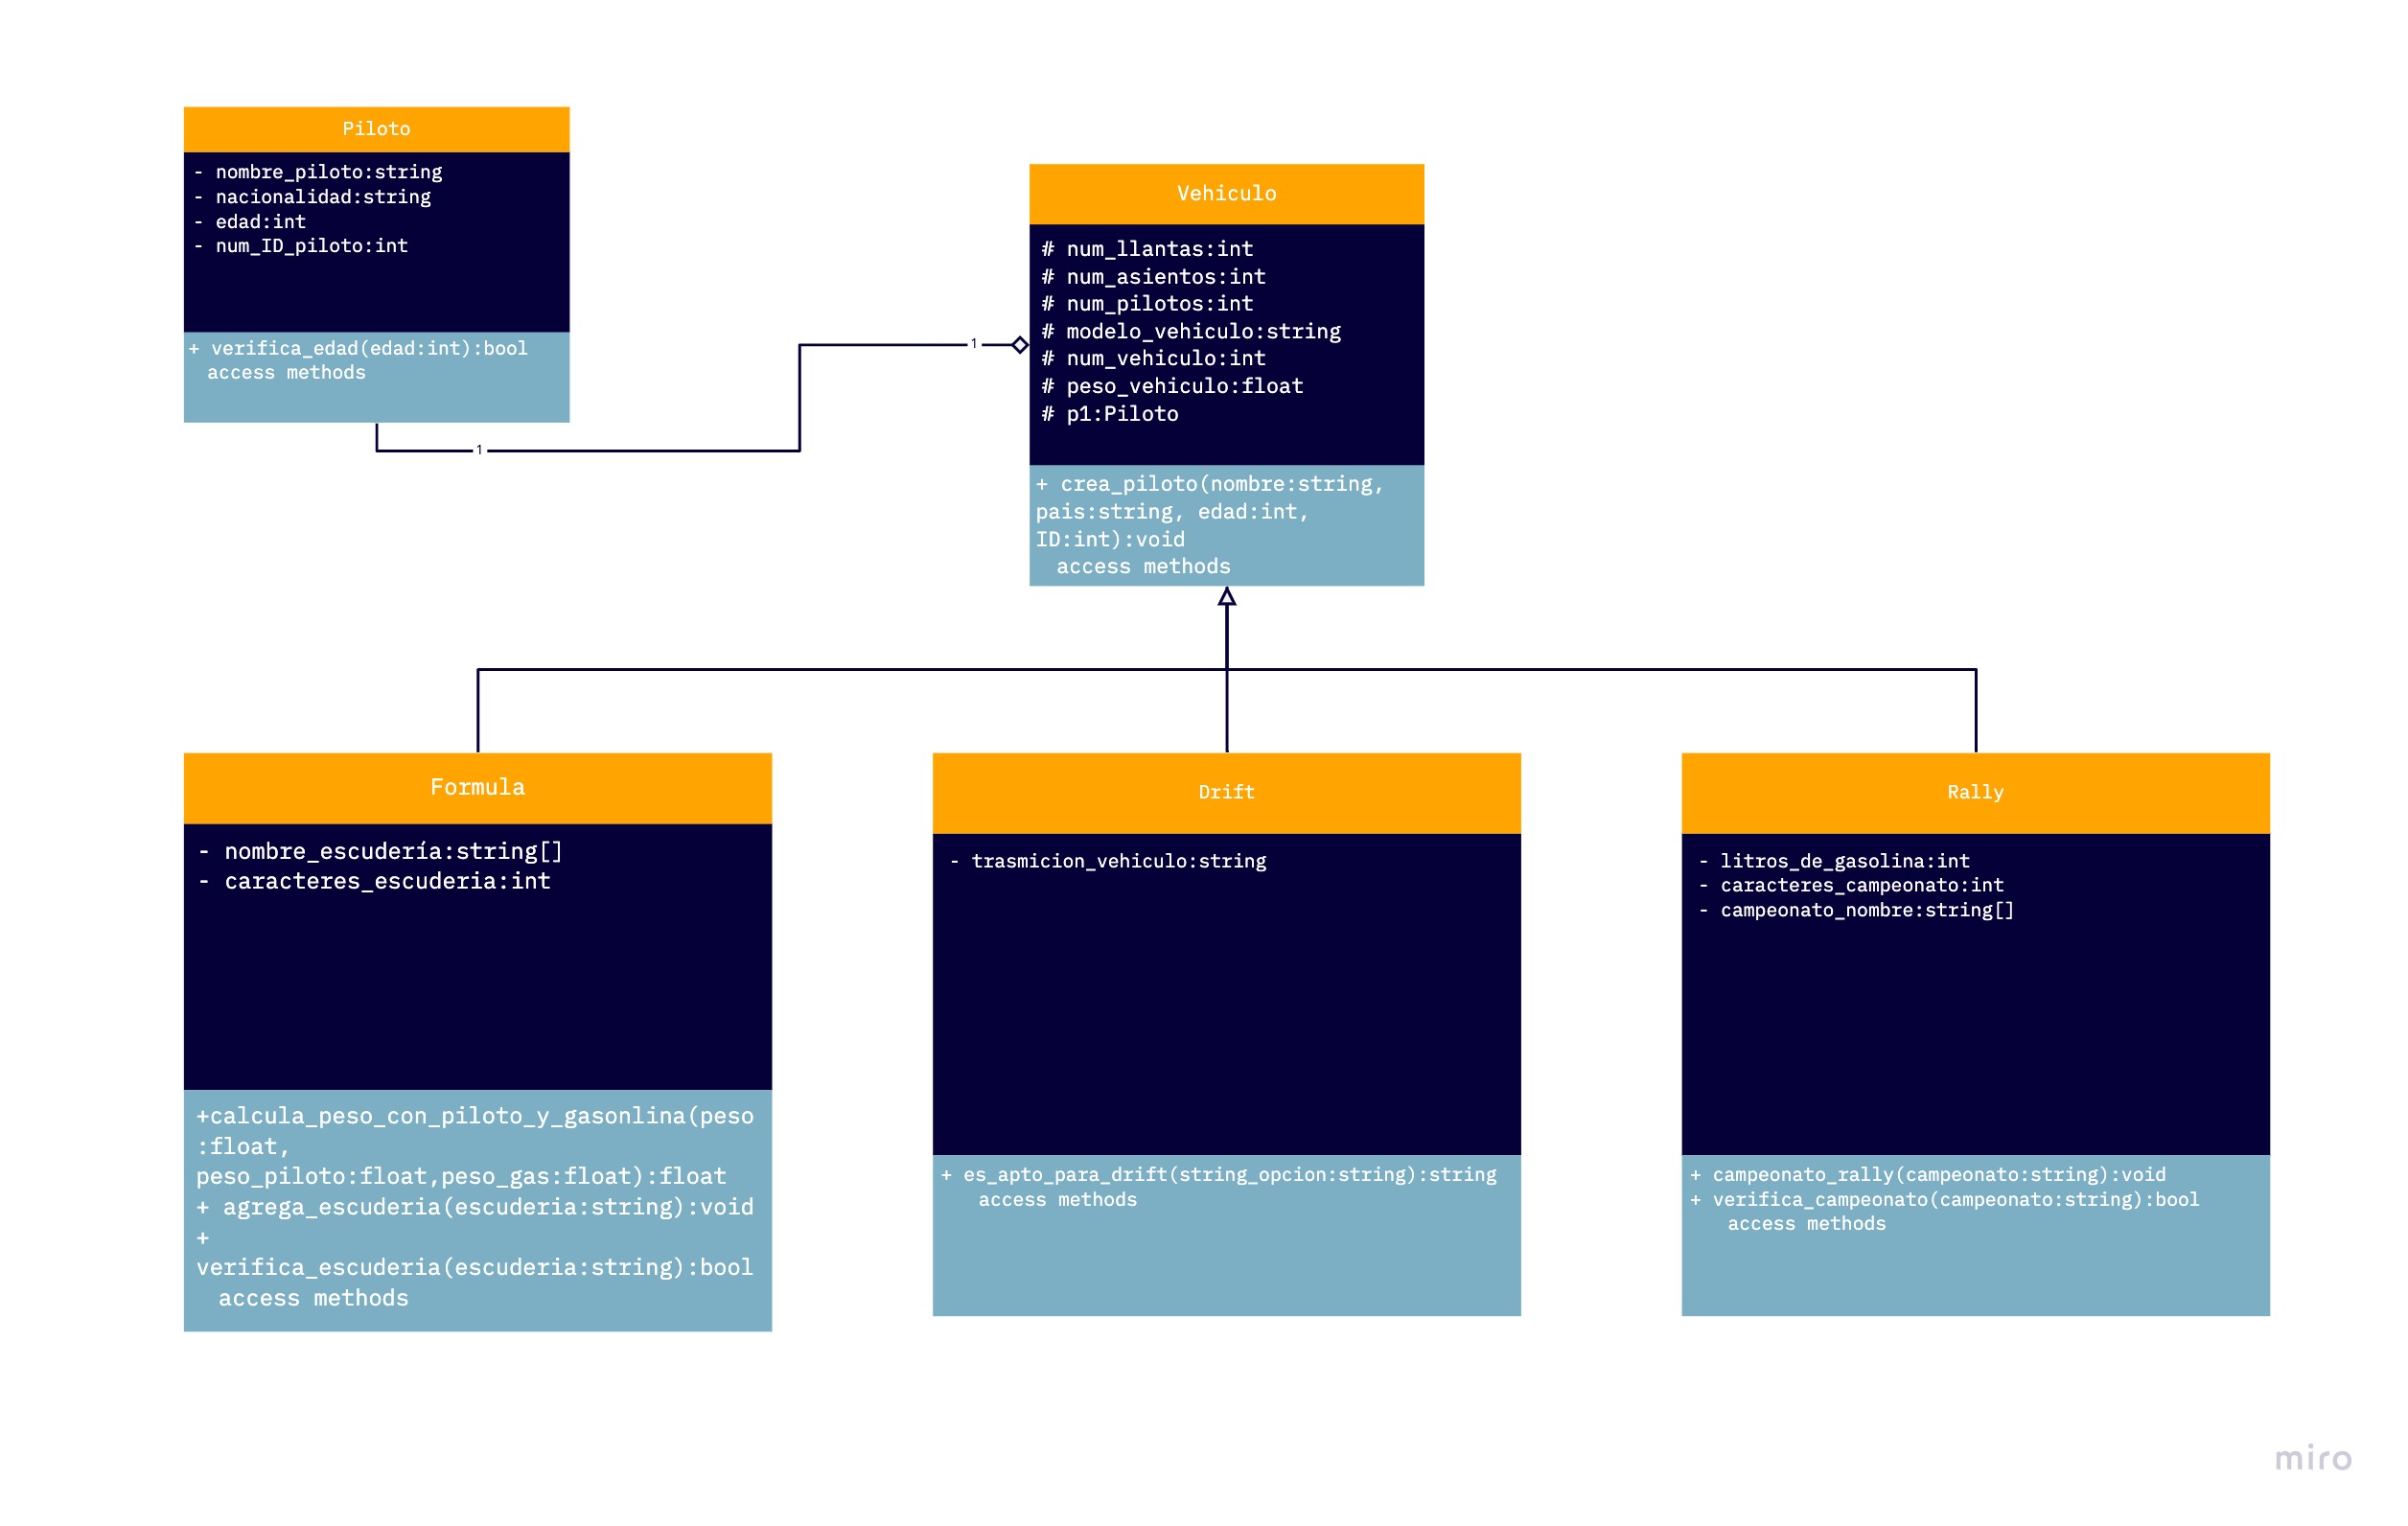 Piloto
- nombre_piloto:string
- nacionalidad:string
- edad:int
- num_ID_piloto:int
+ verifica_edad(edad:int):bool
access methods
1
1
Vehiculo
# num_llantas:int
# num_asientos:int
# num_pilotos:int
# modelo_vehiculo:string
# num_vehiculo:int
# peso_vehiculo:float
# p1:Piloto
+ crea_piloto(nombre:string,
pais:string, edad:int,
ID:int):void
access methods
Formula
- nombre_escudería:string[]
- caracteres_escuderia:int
+calcula_peso_con_piloto_y_gasonlina(peso
:float,
peso_piloto:float,peso_gas:float):float
+ agrega_escuderia(escuderia:string):void
+
verifica_escuderia(escuderia:string):bool
access methods
Drift
- trasmicion_vehiculo:string
+ es_apto_para_drift(string_opcion:string):string
access methods
Rally
- litros_de_gasolina:int
- caracteres_campeonato:int
- campeonato_nombre:string[]
+ campeonato_rally(campeonato:string):void
+ verifica_campeonato(campeonato:string):bool
access methods
miro